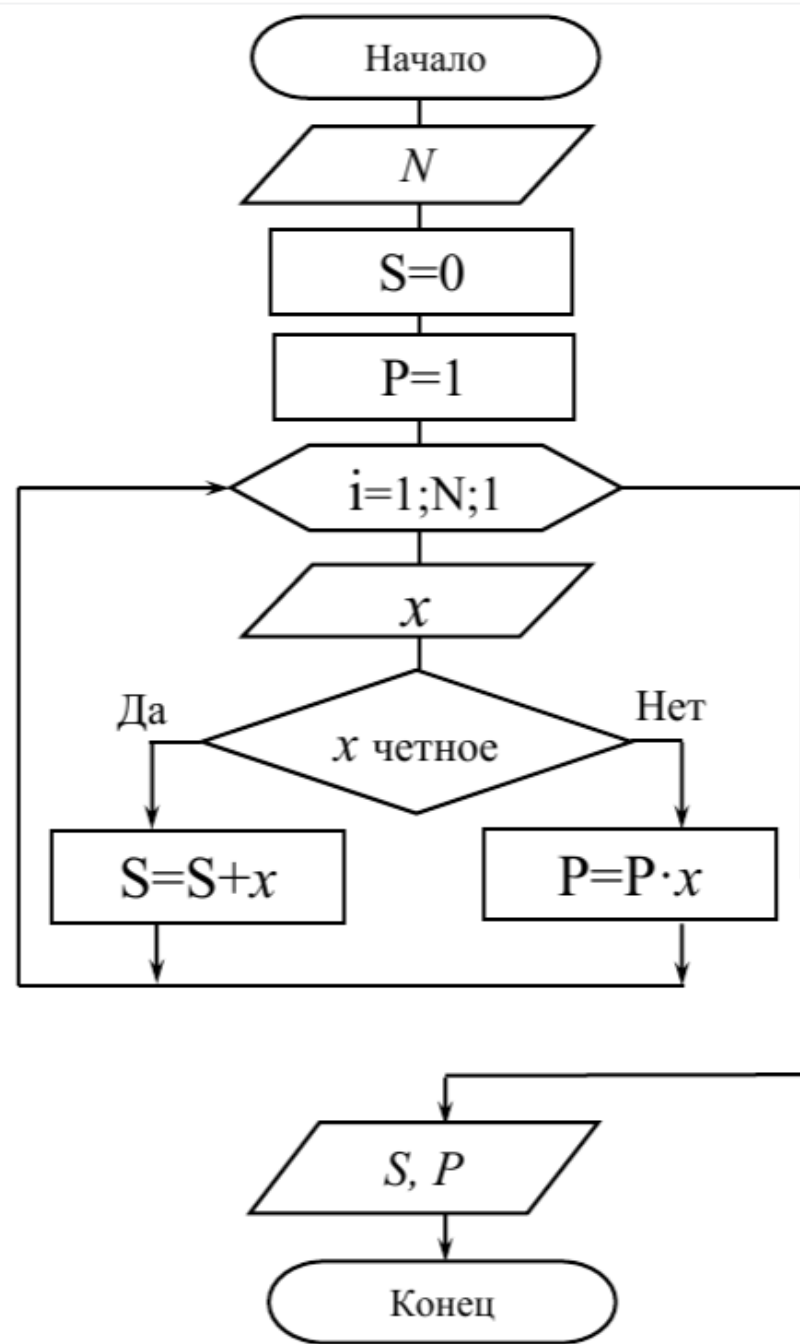 Начало
N
S=0
P=1
i=1;N;1
x
Да
Нет
x четное
S=S+x
P=P·x
S, P
Конец